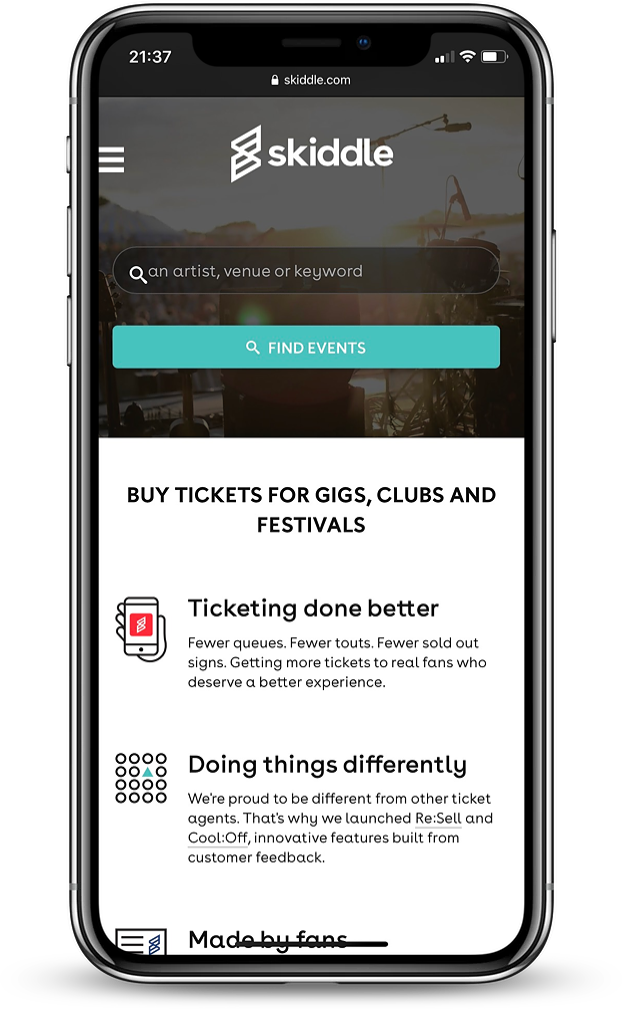 21:37
skiddle.com
skiddle
an artist, venue or keyword
FIND EVENTS
BUY TICKETS FOR GIGS, CLUBS AND
FESTIVALS
Ticketing done better
Fewer queues. Fewer touts. Fewer sold out
signs. Getting more tickets to real fans who
deserve a better experience.
Doing things differently
We're proud to be different from other ticket
agents. That's why we launched Re:Sell and
Cool:Off, innovative features built from
customer feedback.
Made by fans